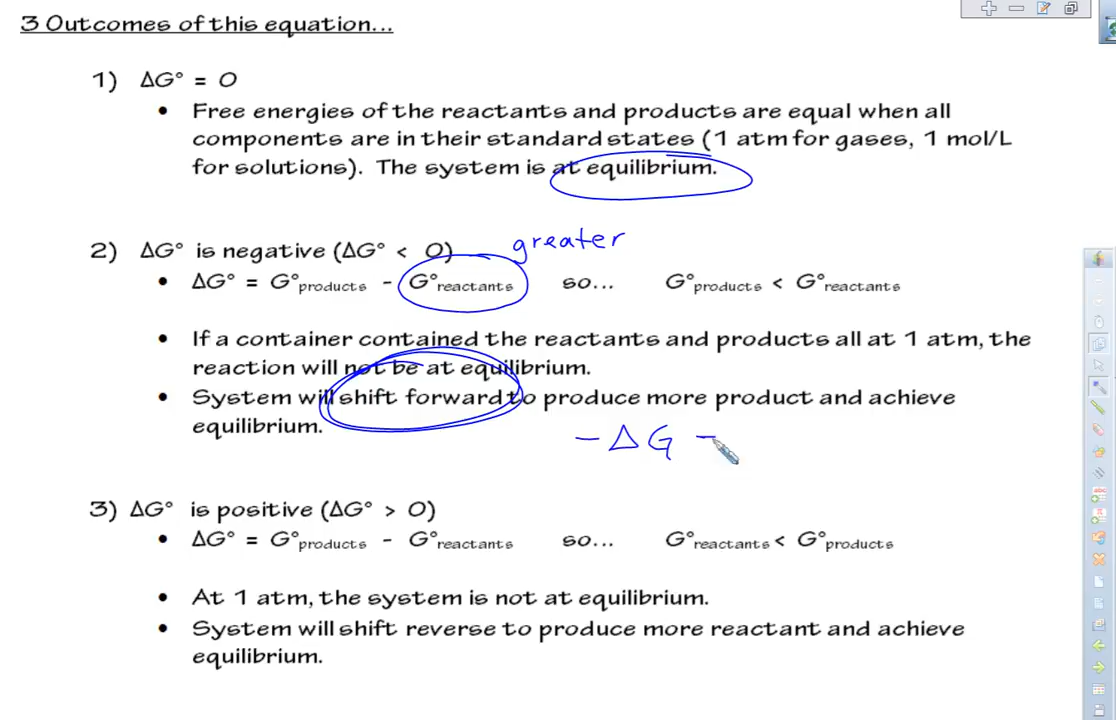 3 Outcomes of this equation...
1) ΔG° = 0
• Free energies of the reactants and products are equal when all
components are in their standard states (1 atm for gases, 1 mol/L
for solutions). The system is at equilibrium.
2) ΔG° is negative (ΔG° < 0) greater
• ΔG° = G°products - G°reactants so... G°products < G°reactants
• If a container contained the reactants and products all at 1 atm, the
reaction will not be at equilibrium.
• System will shift forward to produce more product and achieve
equilibrium.
- ΔG -
3) ΔG° is positive (ΔG° > 0)
• ΔG° = G°products - G°reactants so... G°reactants < G°products
• At 1 atm, the system is not at equilibrium.
• System will shift reverse to produce more reactant and achieve
equilibrium.